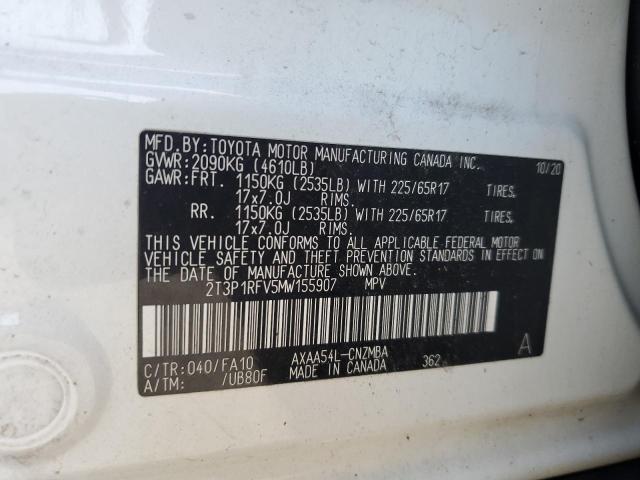 MFD.BY:TOYOTA MOTOR MANUFACTURING CANADA INC. 10/20
GVWR:2090KG (4610LB)
GAWR:FRT. 1150KG (2535LB) WITH 225/65R17 TIRES,
17x7.0J RIMS.
RR. 1150KG (2535LB) WITH 225/65R17 TIRES,
17x7.0J RIMS.
THIS VEHICLE CONFORMS TO ALL APPLICABLE FEDERAL MOTOR
VEHICLE SAFETY AND THEFT PREVENTION STANDARDS IN EFFECT ON
THE DATE OF MANUFACTURE SHOWN ABOVE.
2T3P1RFV5MW155907 MPV
C/TR:040/FA10 AXAA54L-CNZMBA 362 A
A/TM: /UB80F MADE IN CANADA